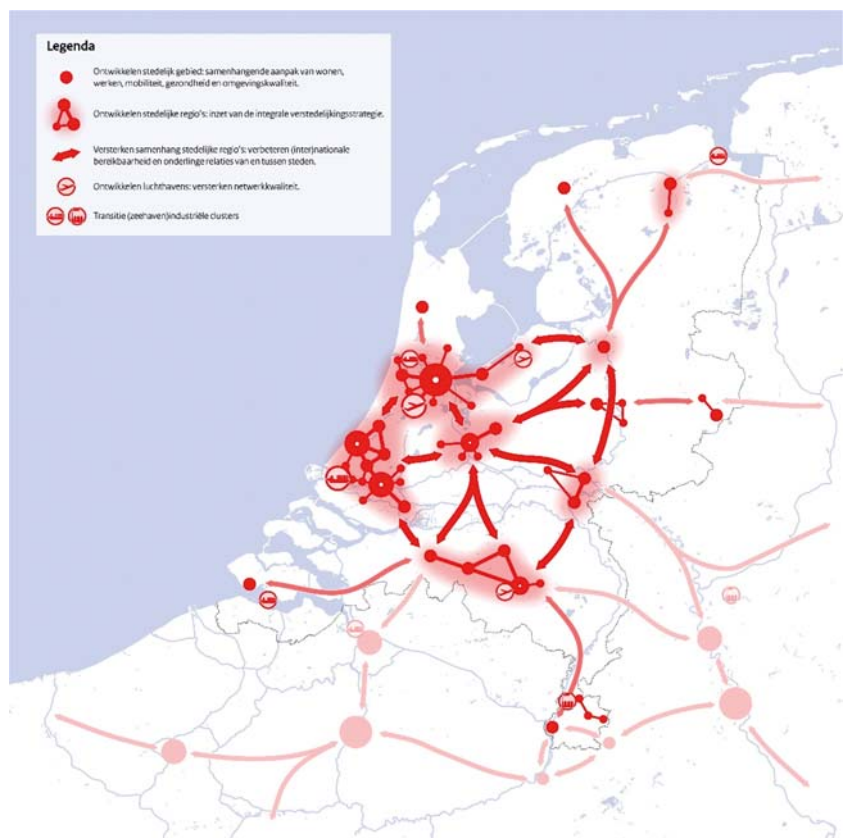 Legenda
Ontwikkelen stedelijk gebied: samenhangende aanpak van wonen,
werken, mobiliteit, gezondheid en omgevingskwaliteit.
Ontwikkelen stedelijke regio's: inzet van de integrale verstedelijkingsstrategie.
Versterken samenhang stedelijke regio's: verbeteren (inter)nationale
bereikbaarheid en onderlinge relaties van en tussen steden.
Ontwikkelen luchthavens: versterken netwerkkwaliteit.
Transitie (zeehaven)industriële clusters